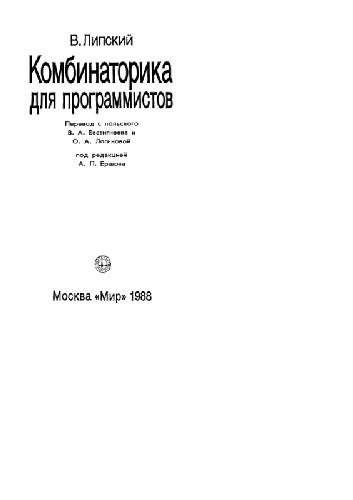 В. Липский
Комбинаторика
для программистов
Перевод с польского
В. А. Евстигнеева и
О. А. Логиновой
под редакцией
А. П. Ершова
Москва «Мир» 1988